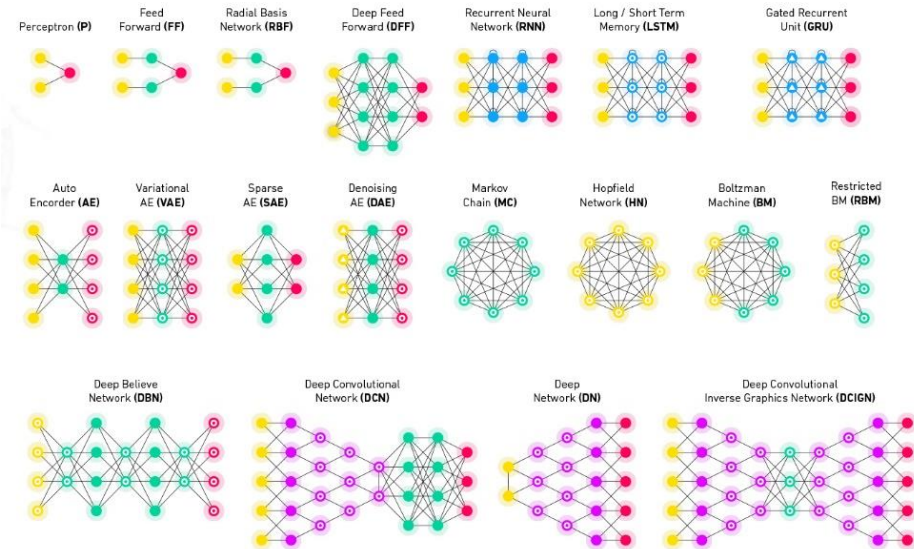 Perceptron (P)
Feed
Forward (FF)
Radial Basis
Network (RBF)
Deep Feed
Forward (DFF)
Recurrent Neural
Network (RNN)
Long / Short Term
Memory (LSTM)
Gated Recurrent
Unit (GRU)
Auto
Encorder (AE)
Variational
AE (VAE)
Sparse
AE (SAE)
Denoising
AE (DAE)
Markov
Chain (MC)
Hopfield
Network (HN)
Boltzman
Machine (BM)
Restricted
BM (RBM)
Deep Believe
Network (DBN)
Deep Convolutional
Network (DCN)
Deep
Network (DN)
Deep Convolutional
Inverse Graphics Network (DCIGN)